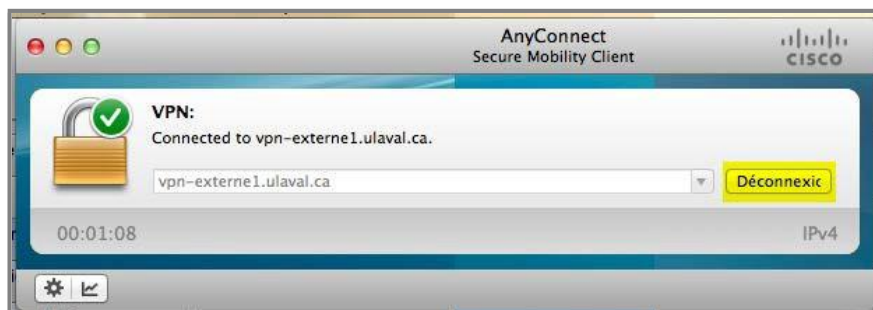 AnyConnect
Secure Mobility Client
CISCO
VPN:
Connected to vpn-externe1.ulaval.ca.
vpn-externe1.ulaval.ca
Déconnexic
00:01:08
IPv4